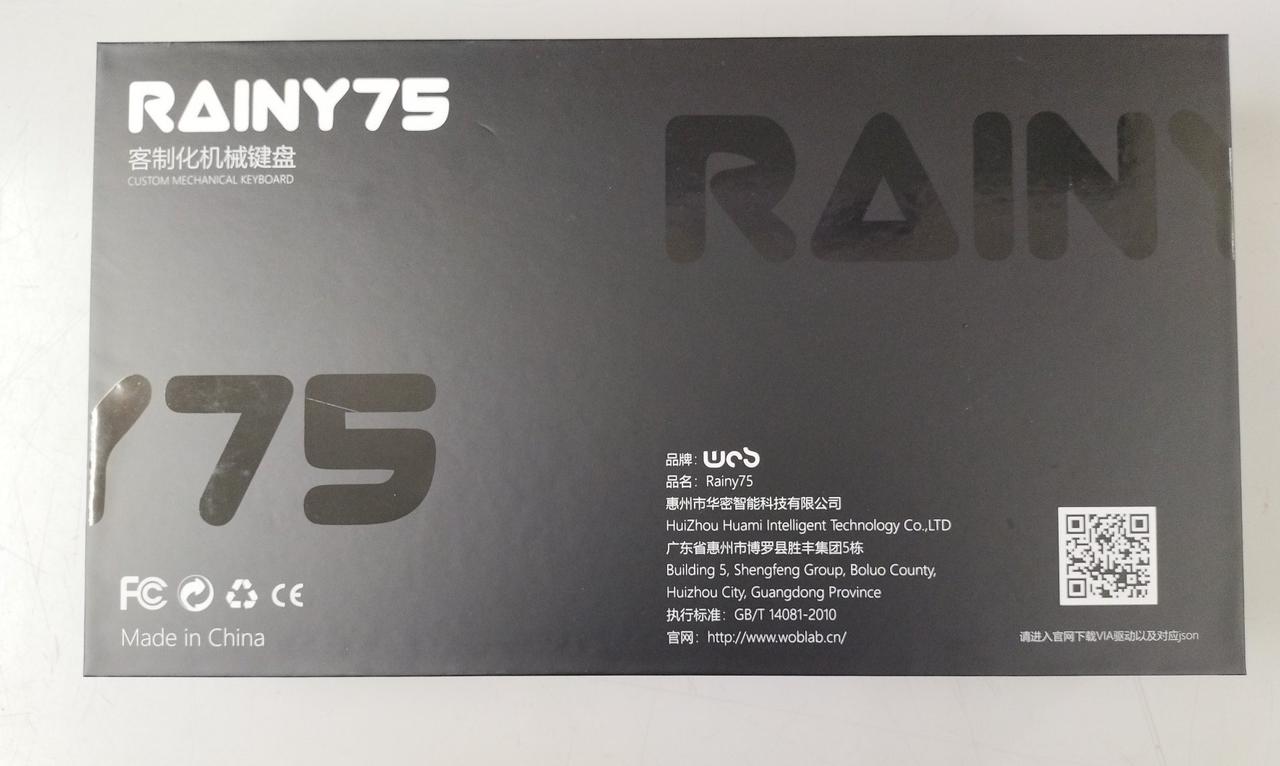 RAINY75
客制化机械键盘
CUSTOM MECHANICAL KEYBOARD
RAINY
Y75
FC CE
Made in China
品牌: WOB
品名: Rainy75
惠州市华密智能科技有限公司
HuiZhou Huami Intelligent Technology Co.,LTD
广东省惠州市博罗县胜丰集团5栋
Building 5, Shengfeng Group, Boluo County,
Huizhou City, Guangdong Province
执行标准: GB/T 14081-2010
官网: http://www.woblab.cn/
请进入官网下载VIA驱动以及对应json